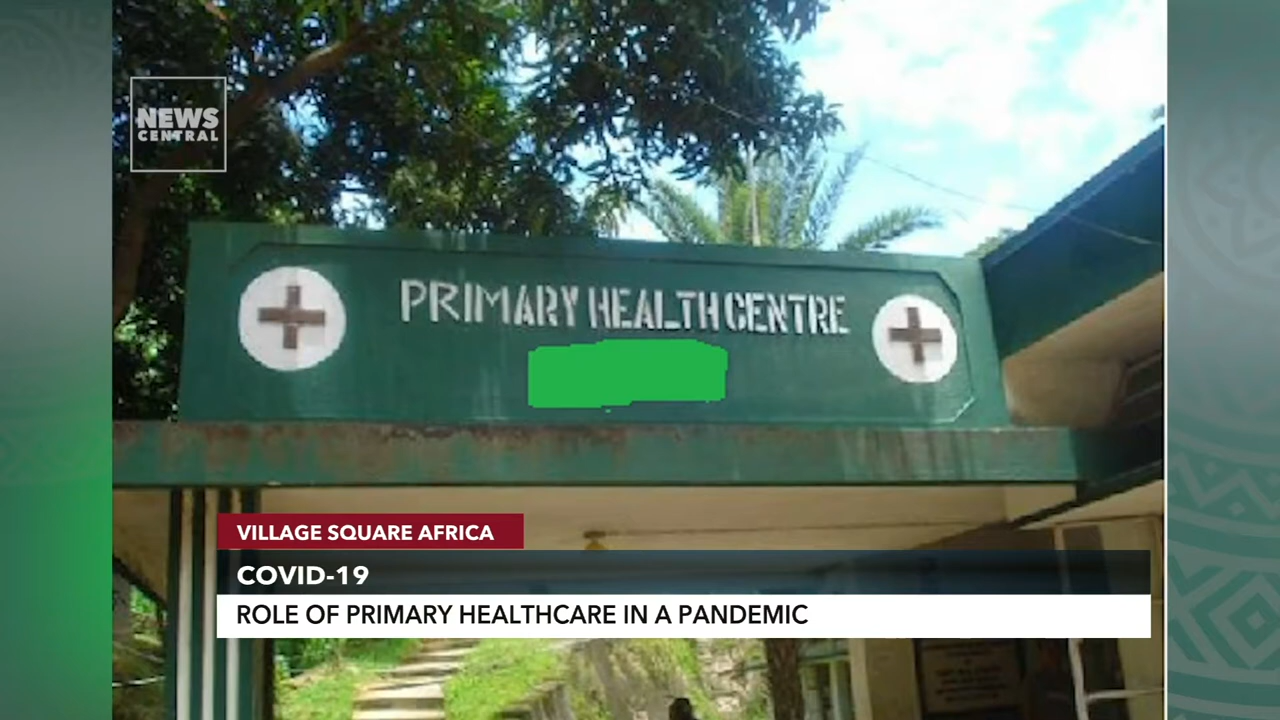 NEWS
CENTRAL
PRIMARY HEALTH CENTRE
VILLAGE SQUARE AFRICA
COVID-19
ROLE OF PRIMARY HEALTHCARE IN A PANDEMIC